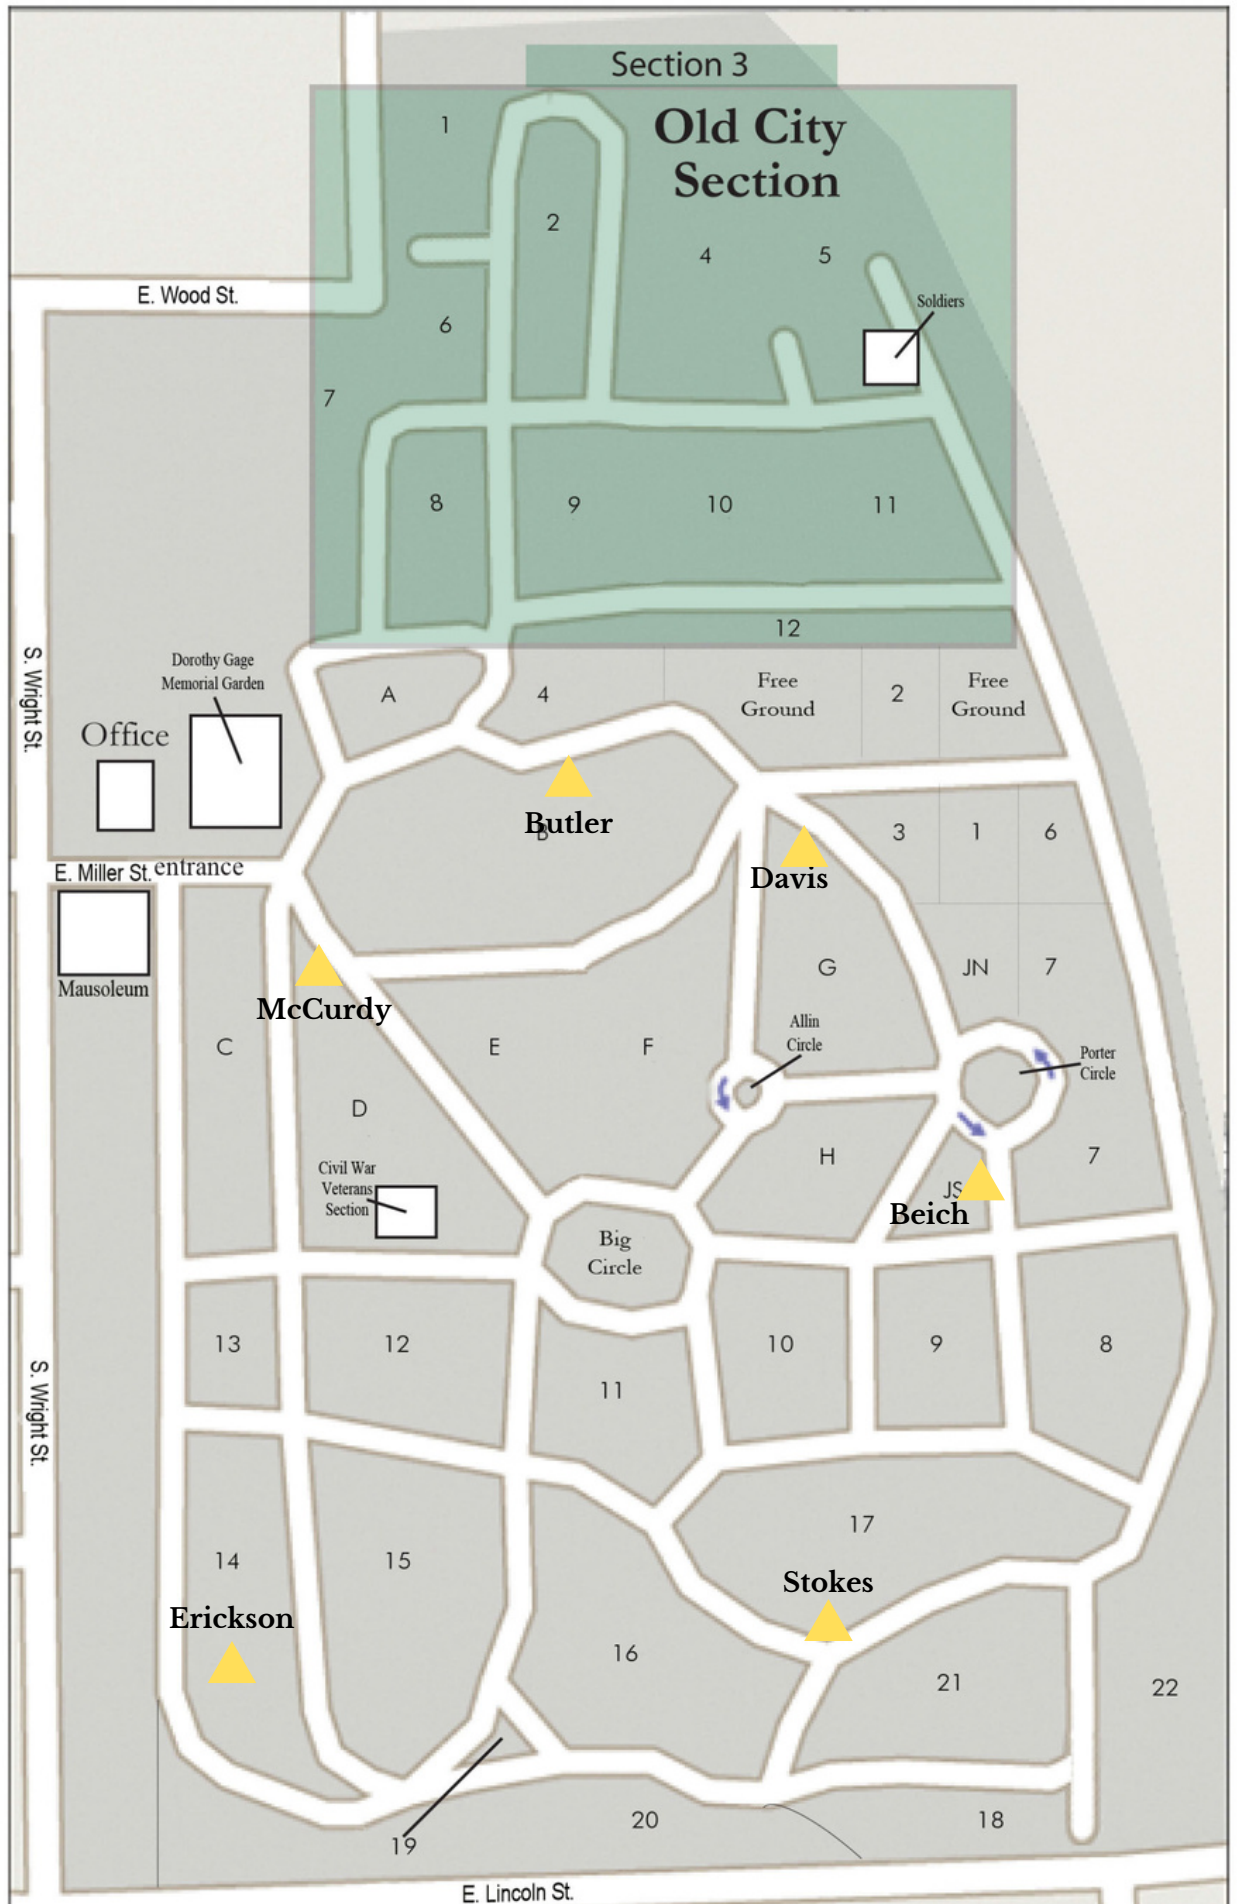 Section 3
Old City
Section
1
2
4
5
Soldiers
E. Wood St.
6
7
8
9
10
11
12
S. Wright St.
Dorothy Gage
Memorial Garden
Office
A
4
Free
Ground
2
Free
Ground
Butler
B
Davis
3
1
6
E. Miller St.
entrance
Mausoleum
McCurdy
C
D
E
F
G
JN
7
Allin
Circle
Porter
Circle
H
7
JS
Beich
Civil War
Veterans
Section
Big
Circle
13
12
11
10
9
8
S. Wright St.
14
15
17
Stokes
Erickson
16
21
22
19
20
18
E. Lincoln St.